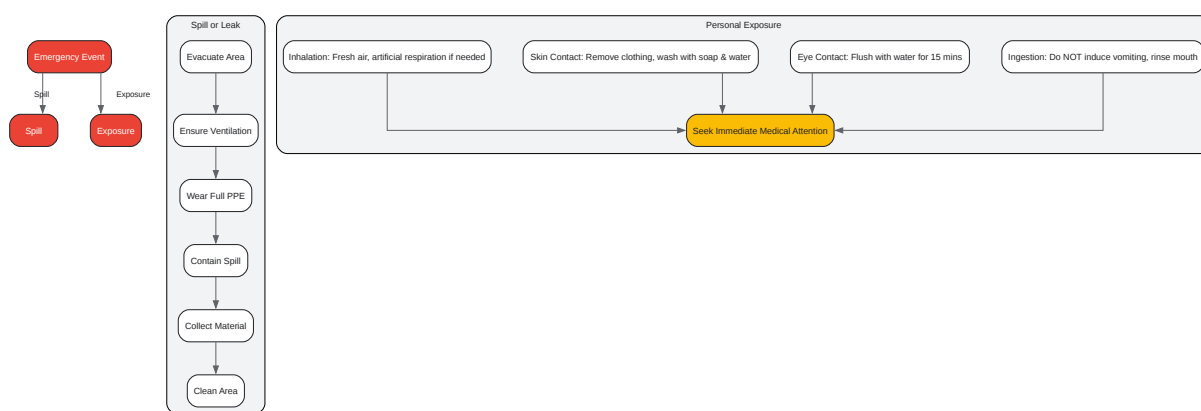 Emergency Event
Spill
Exposure
Spill
Exposure
Spill or Leak
Evacuate Area
Ensure Ventilation
Wear Full PPE
Contain Spill
Collect Material
Clean Area
Personal Exposure
Inhalation: Fresh air, artificial respiration if needed
Skin Contact: Remove clothing, wash with soap & water
Eye Contact: Flush with water for 15 mins
Ingestion: Do NOT induce vomiting, rinse mouth
Seek Immediate Medical Attention